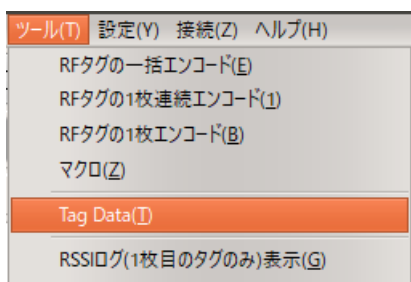 ツール(T) 設定(Y) 接続(Z) ヘルプ(H)
RFタグの一括エンコード(E)
RFタグの1枚連続エンコード(1)
RFタグの1枚エンコード(B)
マクロ(Z)
Tag Data(T)
RSSIログ(1枚目のタグのみ)表示(G)